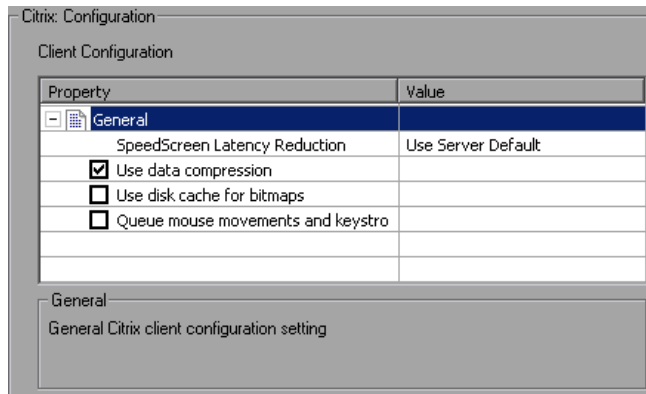 Citrix: Configuration
Client Configuration
Property Value
General
SpeedScreen Latency Reduction Use Server Default
Use data compression
Use disk cache for bitmaps
Queue mouse movements and keystro
General
General Citrix client configuration setting